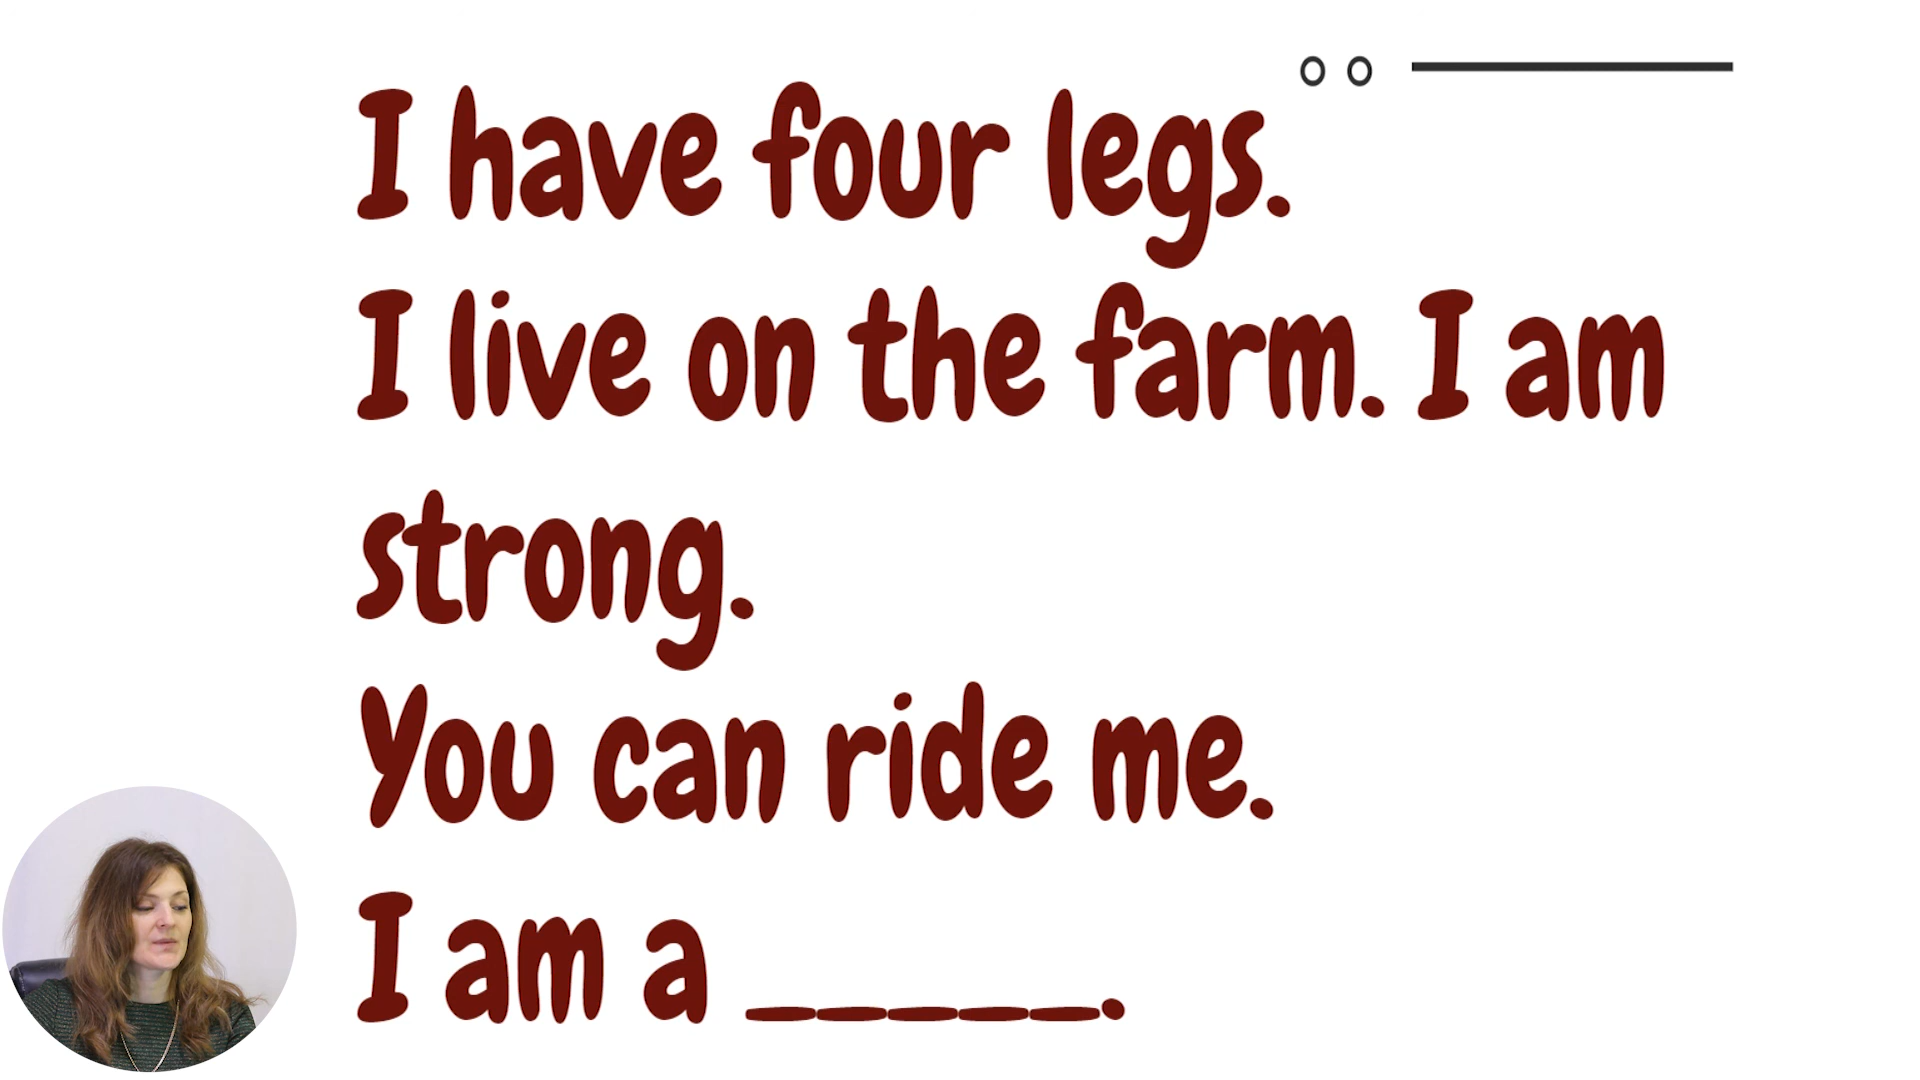 I have four legs.
I live on the farm. I am
strong.
You can ride me.
I am a _____.